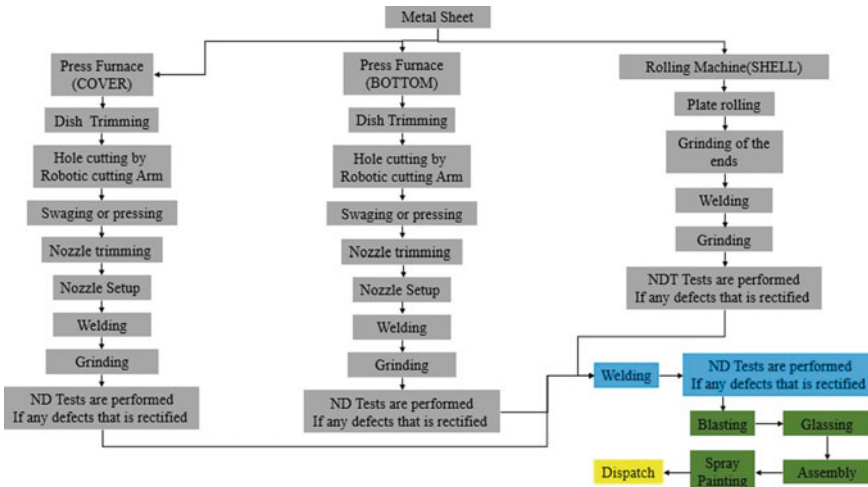 Metal Sheet
Press Furnace
(COVER)
Dish Trimming
Hole cutting by
Robotic cutting Arm
Swaging or pressing
Nozzle trimming
Nozzle Setup
Welding
Grinding
ND Tests are performed
If any defects that is rectified
Press Furnace
(BOTTOM)
Dish Trimming
Hole cutting by
Robotic cutting Arm
Swaging or pressing
Nozzle trimming
Nozzle Setup
Welding
Grinding
ND Tests are performed
If any defects that is rectified
Rolling Machine(SHELL)
Plate rolling
Grinding of the
ends
Welding
Grinding
NDT Tests are performed
If any defects that is rectified
Welding
ND Tests are performed
If any defects that is rectified
Blasting
Glassing
Assembly
Spray
Painting
Dispatch